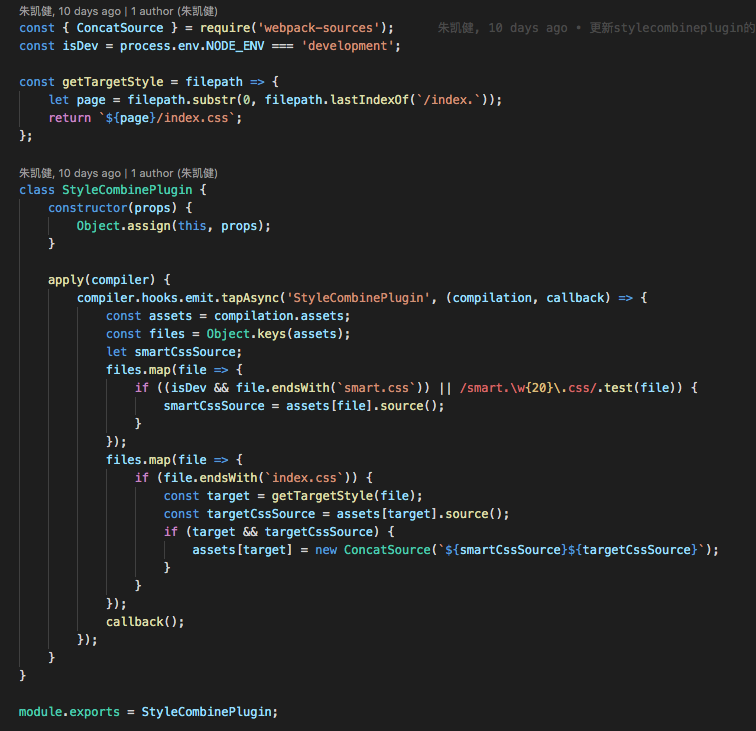 朱凯健, 10 days ago | 1 author (朱凯健)
const { ConcatSource } = require('webpack-sources');      朱凯健, 10 days ago • 更新stylecombineplugin的
const isDev = process.env.NODE_ENV === 'development';

const getTargetStyle = filepath => {
    let page = filepath.substr(0, filepath.lastIndexOf(`/index.`));
    return `${page}/index.css`;
};

朱凯健, 10 days ago | 1 author (朱凯健)
class StyleCombinePlugin {
    constructor(props) {
        Object.assign(this, props);
    }

    apply(compiler) {
        compiler.hooks.emit.tapAsync('StyleCombinePlugin', (compilation, callback) => {
            const assets = compilation.assets;
            const files = Object.keys(assets);
            let smartCssSource;
            files.map(file => {
                if ((isDev && file.endsWith(`smart.css`)) || /smart.\w{20}\.css/.test(file)) {
                    smartCssSource = assets[file].source();
                }
            });
            files.map(file => {
                if (file.endsWith(`index.css`)) {
                    const target = getTargetStyle(file);
                    const targetCssSource = assets[target].source();
                    if (target && targetCssSource) {
                        assets[target] = new ConcatSource(`${smartCssSource}${targetCssSource}`);
                    }
                }
            });
            callback();
        });
    }
}

module.exports = StyleCombinePlugin;